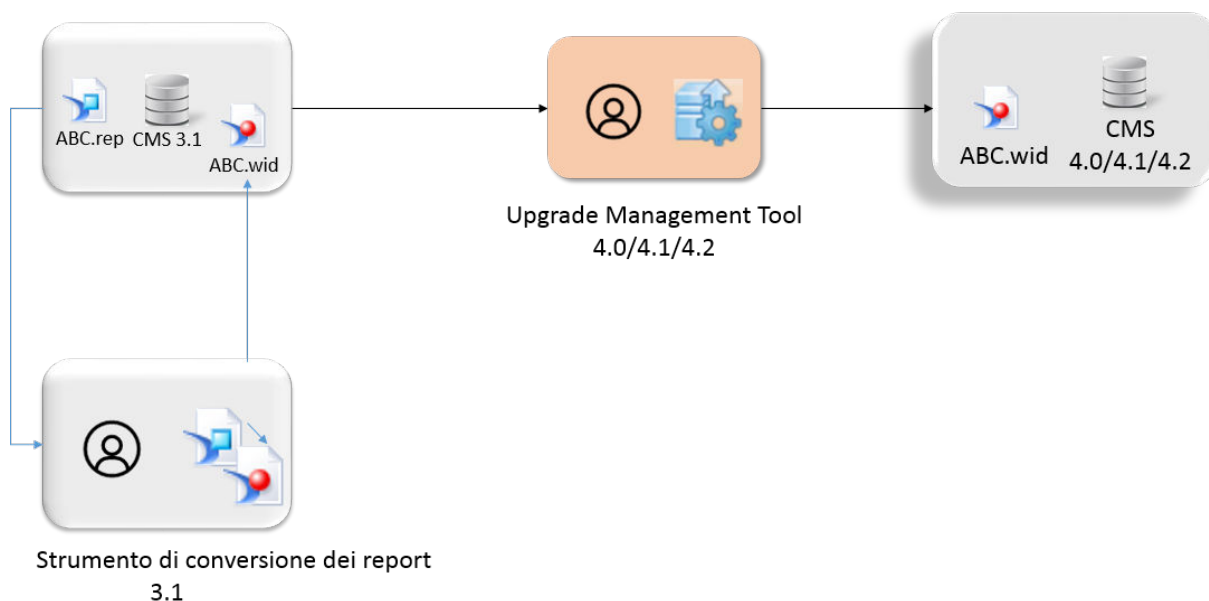 ABC.rep
CMS 3.1
ABC.wid
Upgrade Management Tool
4.0/4.1/4.2
ABC.wid
CMS
4.0/4.1/4.2
Strumento di conversione dei report
3.1